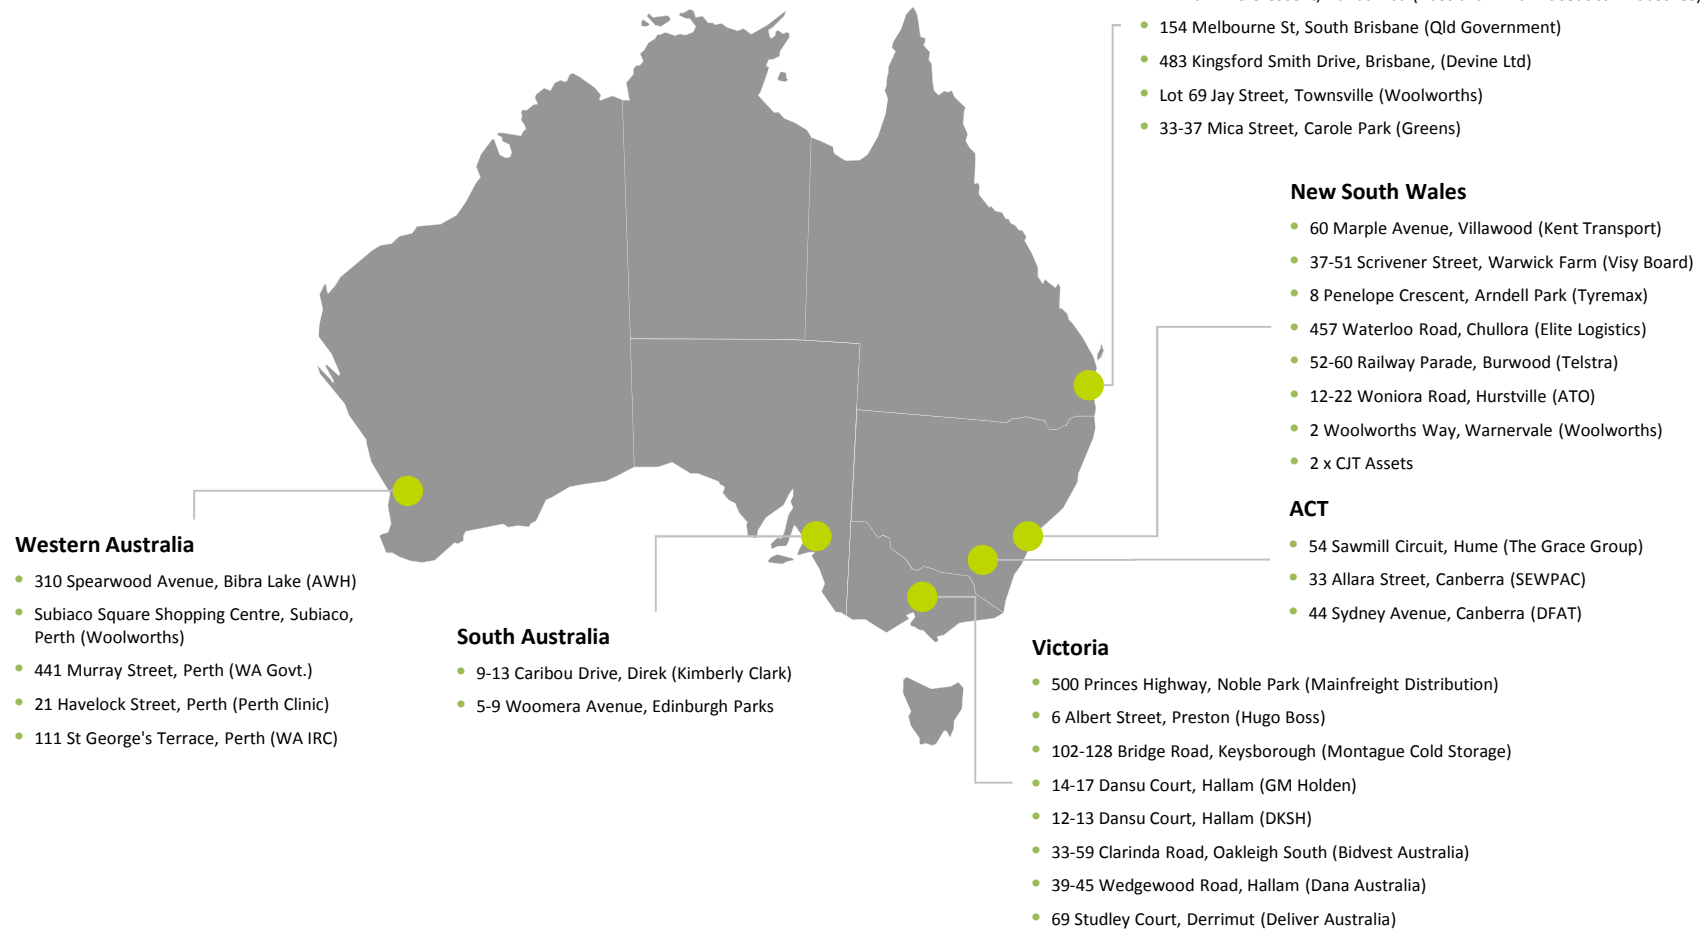 154 Melbourne St, South Brisbane (Qld Government)
483 Kingsford Smith Drive, Brisbane, (Devine Ltd)
Lot 69 Jay Street, Townsville (Woolworths)
33-37 Mica Street, Carole Park (Greens)
New South Wales
60 Marple Avenue, Villawood (Kent Transport)
37-51 Scrivener Street, Warwick Farm (Visy Board)
8 Penelope Crescent, Arndell Park (Tyremax)
457 Waterloo Road, Chullora (Elite Logistics)
52-60 Railway Parade, Burwood (Telstra)
12-22 Woniora Road, Hurstville (ATO)
2 Woolworths Way, Warnervale (Woolworths)
2 x CJT Assets
ACT
54 Sawmill Circuit, Hume (The Grace Group)
33 Allara Street, Canberra (SEWPAC)
44 Sydney Avenue, Canberra (DFAT)
Western Australia
310 Spearwood Avenue, Bibra Lake (AWH)
Subiaco Square Shopping Centre, Subiaco,
Perth (Woolworths)
441 Murray Street, Perth (WA Govt.)
21 Havelock Street, Perth (Perth Clinic)
111 St George's Terrace, Perth (WA IRC)
South Australia
9-13 Caribou Drive, Direk (Kimberly Clark)
5-9 Woomera Avenue, Edinburgh Parks
Victoria
500 Princes Highway, Noble Park (Mainfreight Distribution)
6 Albert Street, Preston (Hugo Boss)
102-128 Bridge Road, Keysborough (Montague Cold Storage)
14-17 Dansu Court, Hallam (GM Holden)
12-13 Dansu Court, Hallam (DKSH)
33-59 Clarinda Road, Oakleigh South (Bidvest Australia)
39-45 Wedgewood Road, Hallam (Dana Australia)
69 Studley Court, Derrimut (Deliver Australia)